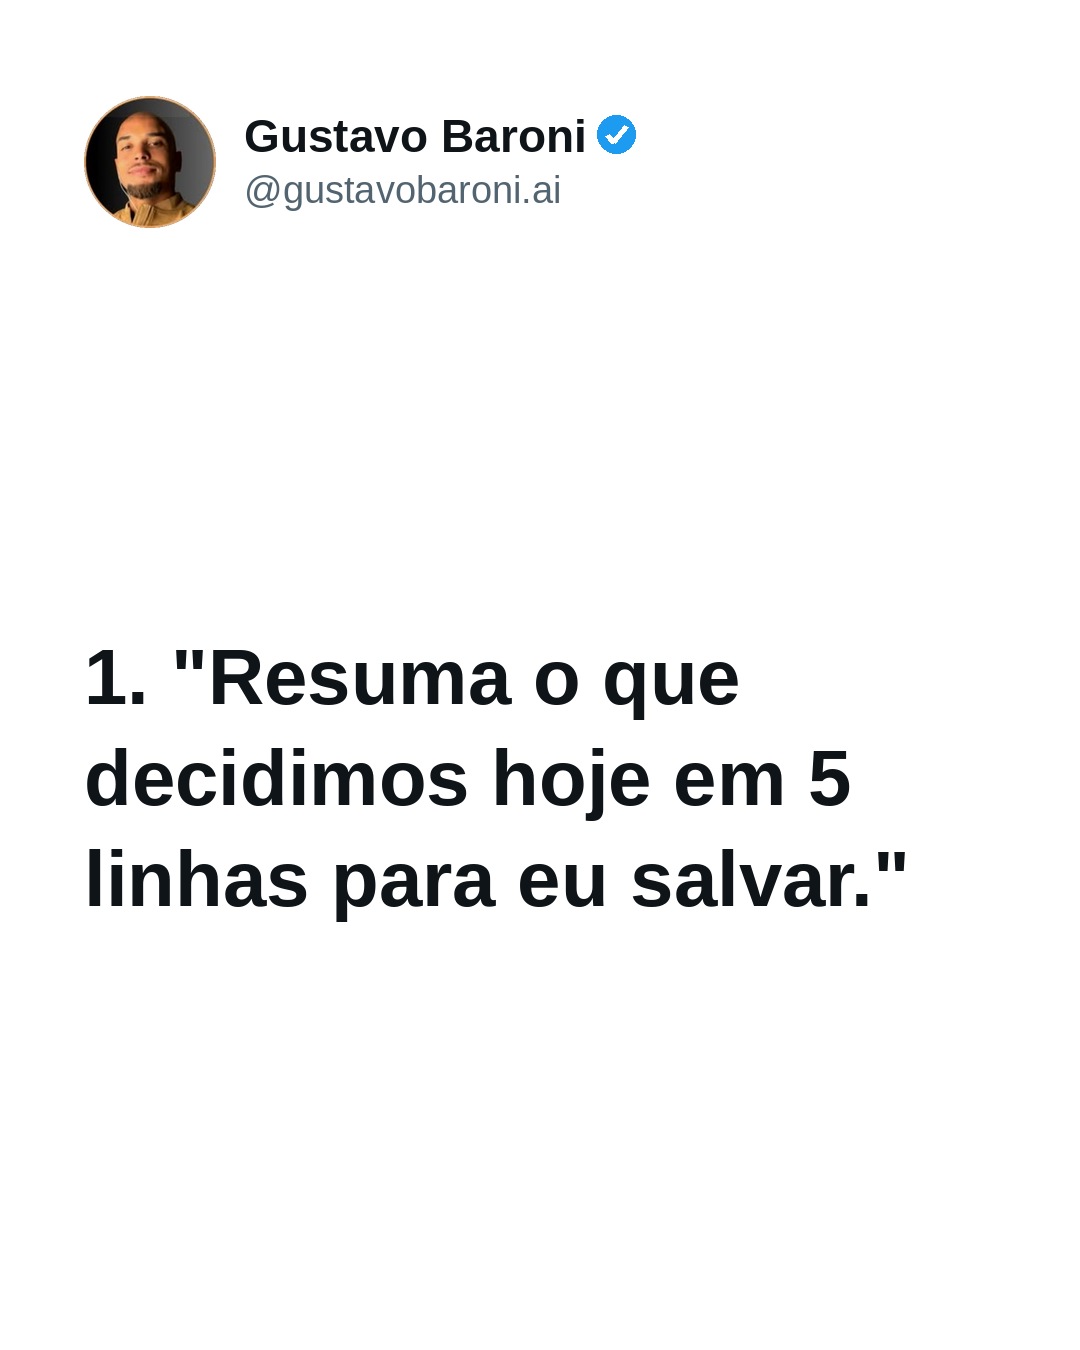 Gustavo Baroni
@gustavobaroni.ai
1. "Resuma o que
decidimos hoje em 5
linhas para eu salvar."